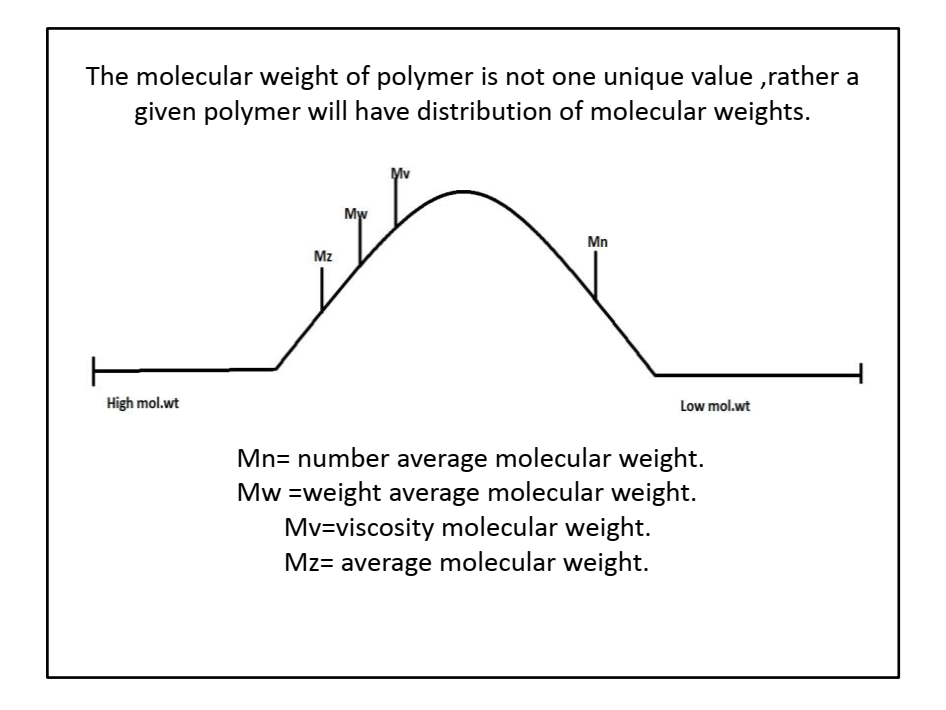 The molecular weight of polymer is not one unique value ,rather a
given polymer will have distribution of molecular weights.
Mv
Mw
Mz
Mn
High mol.wt
Low mol.wt
Mn= number average molecular weight.
Mw =weight average molecular weight.
Mv=viscosity molecular weight.
Mz= average molecular weight.